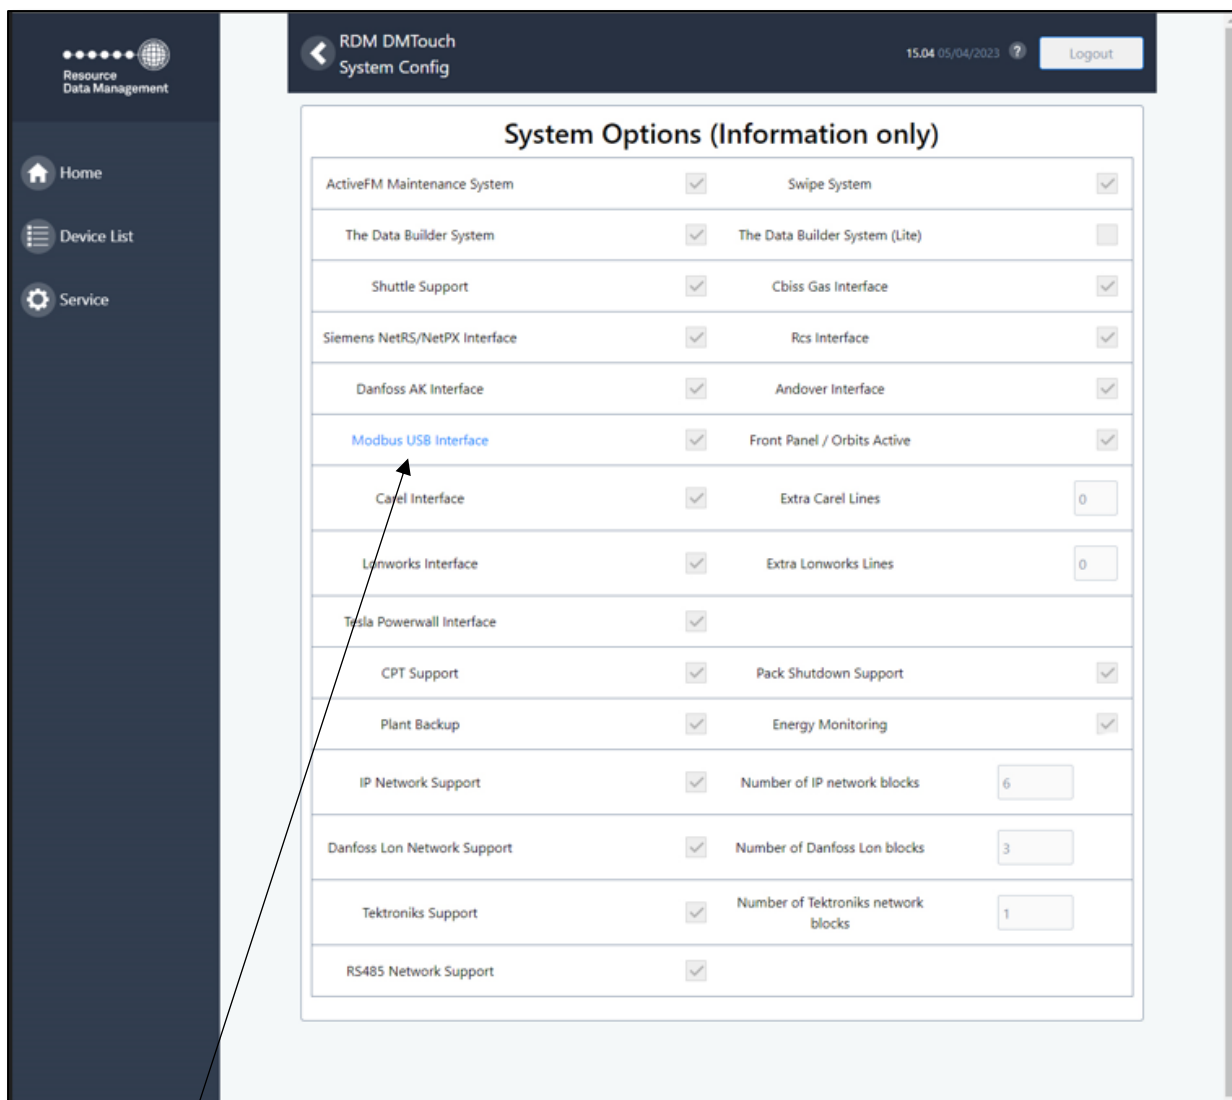 Resource
Data Management
RDM DMTouch
System Config
15.04 05/04/2023 ?
Logout
Home
Device List
Service
System Options (Information only)
ActiveFM Maintenance System Swipe System
The Data Builder System The Data Builder System (Lite)
Shuttle Support Cbiss Gas Interface
Siemens NetRS/NetPX Interface Rcs Interface
Danfoss AK Interface Andover Interface
Modbus USB Interface Front Panel / Orbits Active
Carel Interface Extra Carel Lines 0
Lonworks Interface Extra Lonworks Lines 0
Tesla Powerwall Interface
CPT Support Pack Shutdown Support
Plant Backup Energy Monitoring
IP Network Support Number of IP network blocks 6
Danfoss Lon Network Support Number of Danfoss Lon blocks 3
Tektroniks Support Number of Tektroniks network
blocks 1
RS485 Network Support